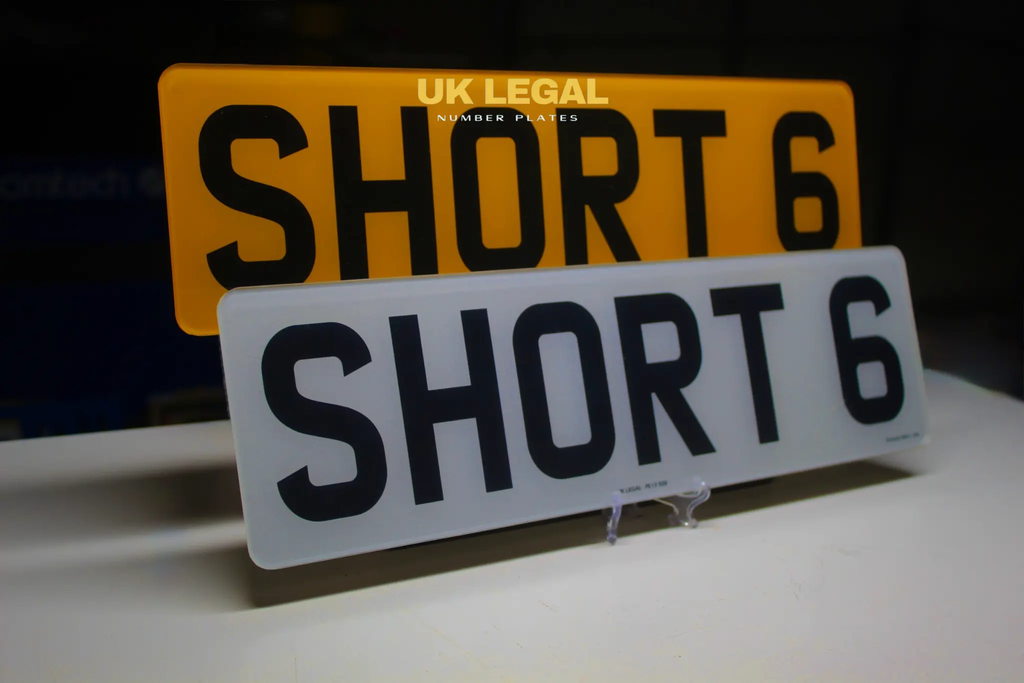 UK LEGAL
NUMBER PLATES
SHORT 6
SHORT 6